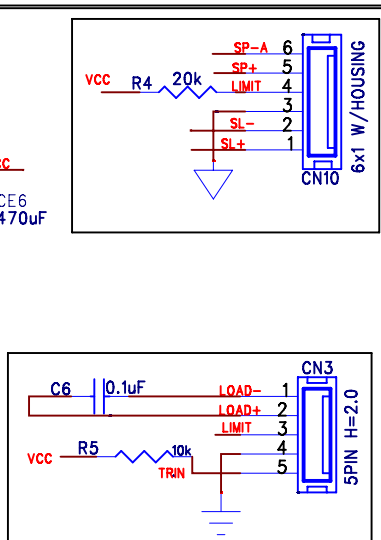 SP-A 6
SP+ 5
VCC R4 20k LIMIT 4
3
SL- 2
SL+ 1
CN10
6x1 W/HOUSING
CE6
470uF
CN3
C6 0.1uF LOAD- 1
LOAD+ 2
LIMIT 3
VCC R5 10k 4
TRIN 5
5PIN H=2.0